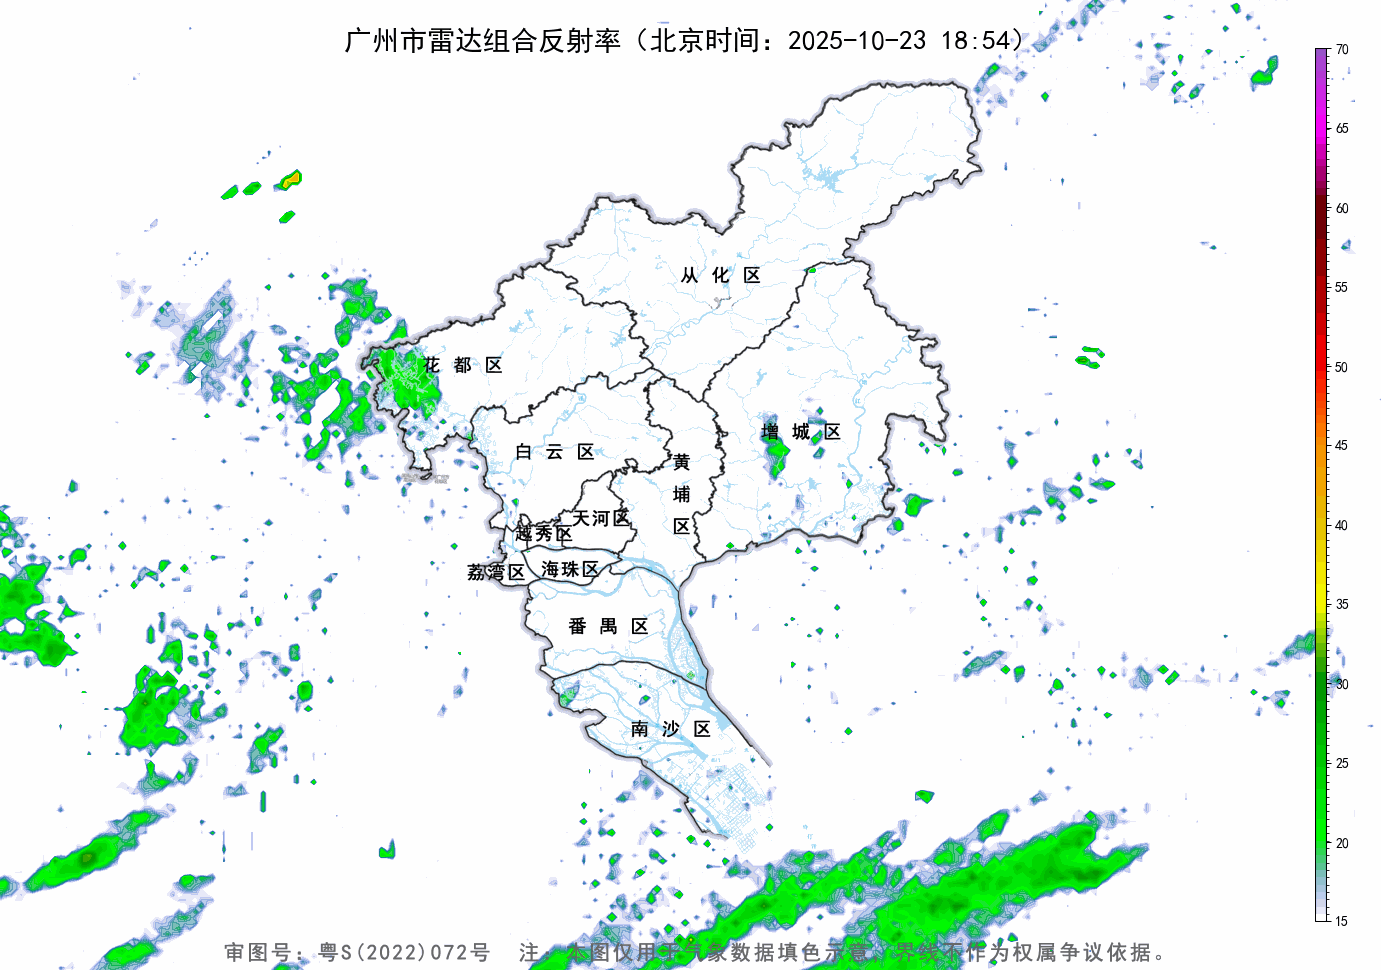 广州市雷达组合反射率（北京时间：2025-10-23 18:54）
70
65
60
55
50
45
40
35
30
25
20
15
从化区
花都区
增城区
白云区
黄埔区
天河区
越秀区
荔湾区
海珠区
番禺区
南沙区
审图号：粤S(2022)072号 注：本图仅用于气象数据填色示意，界线不作为权属争议依据。